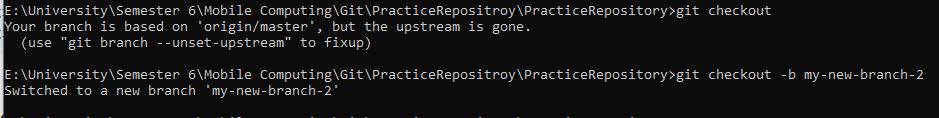 E:\University\Semester 6\Mobile Computing\Git\PracticeRepositroy\PracticeRepository>git checkout
Your branch is based on 'origin/master', but the upstream is gone.
  (use "git branch --unset-upstream" to fixup)
E:\University\Semester 6\Mobile Computing\Git\PracticeRepositroy\PracticeRepository>git checkout -b my-new-branch-2
Switched to a new branch 'my-new-branch-2'